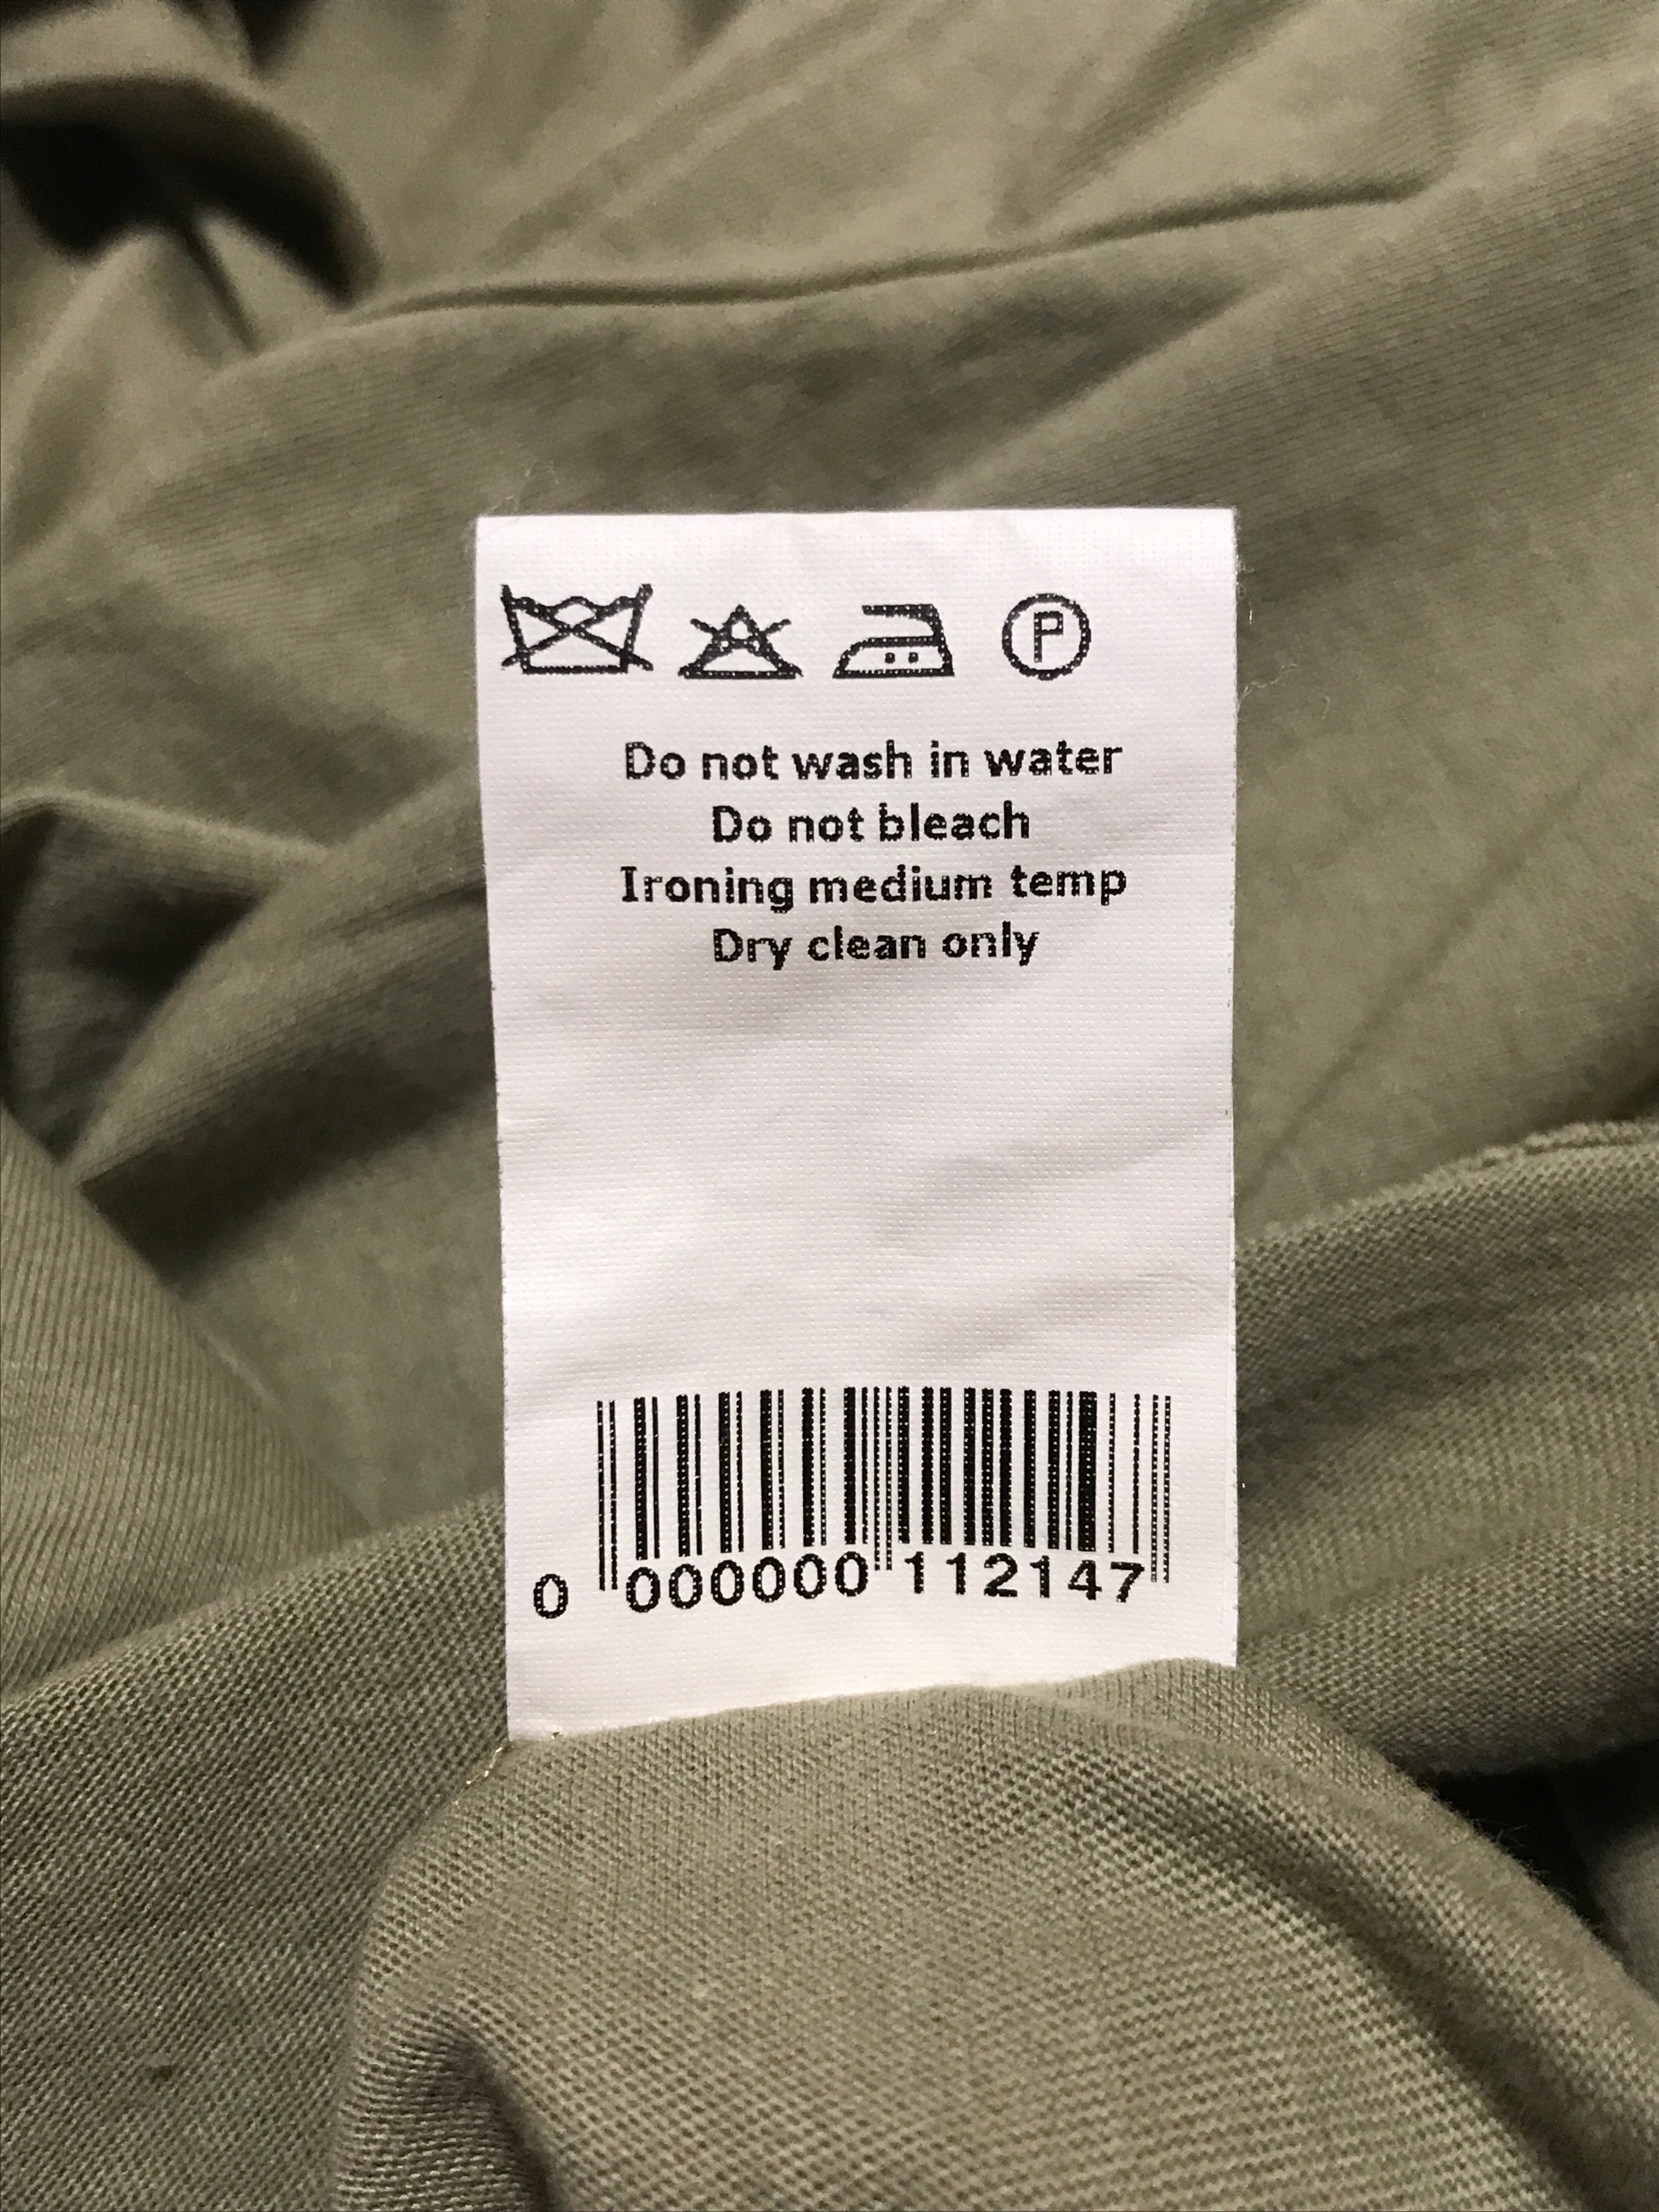 P
Do not wash in water
Do not bleach
Ironing medium temp
Dry clean only
0 000000 112147